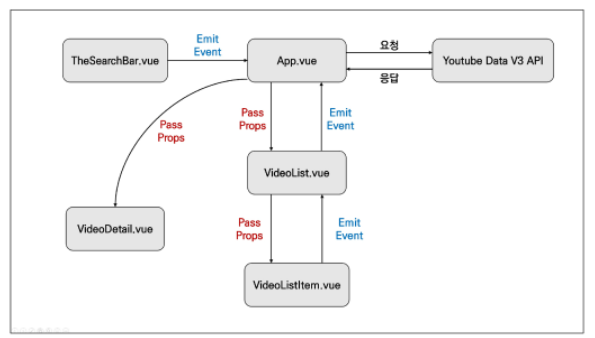 Emit
Event
TheSearchBar.vue
App.vue
요청
응답
Youtube Data V3 API
Pass
Props
Pass
Props
Emit
Event
VideoList.vue
VideoDetail.vue
Pass
Props
Emit
Event
VideoListItem.vue